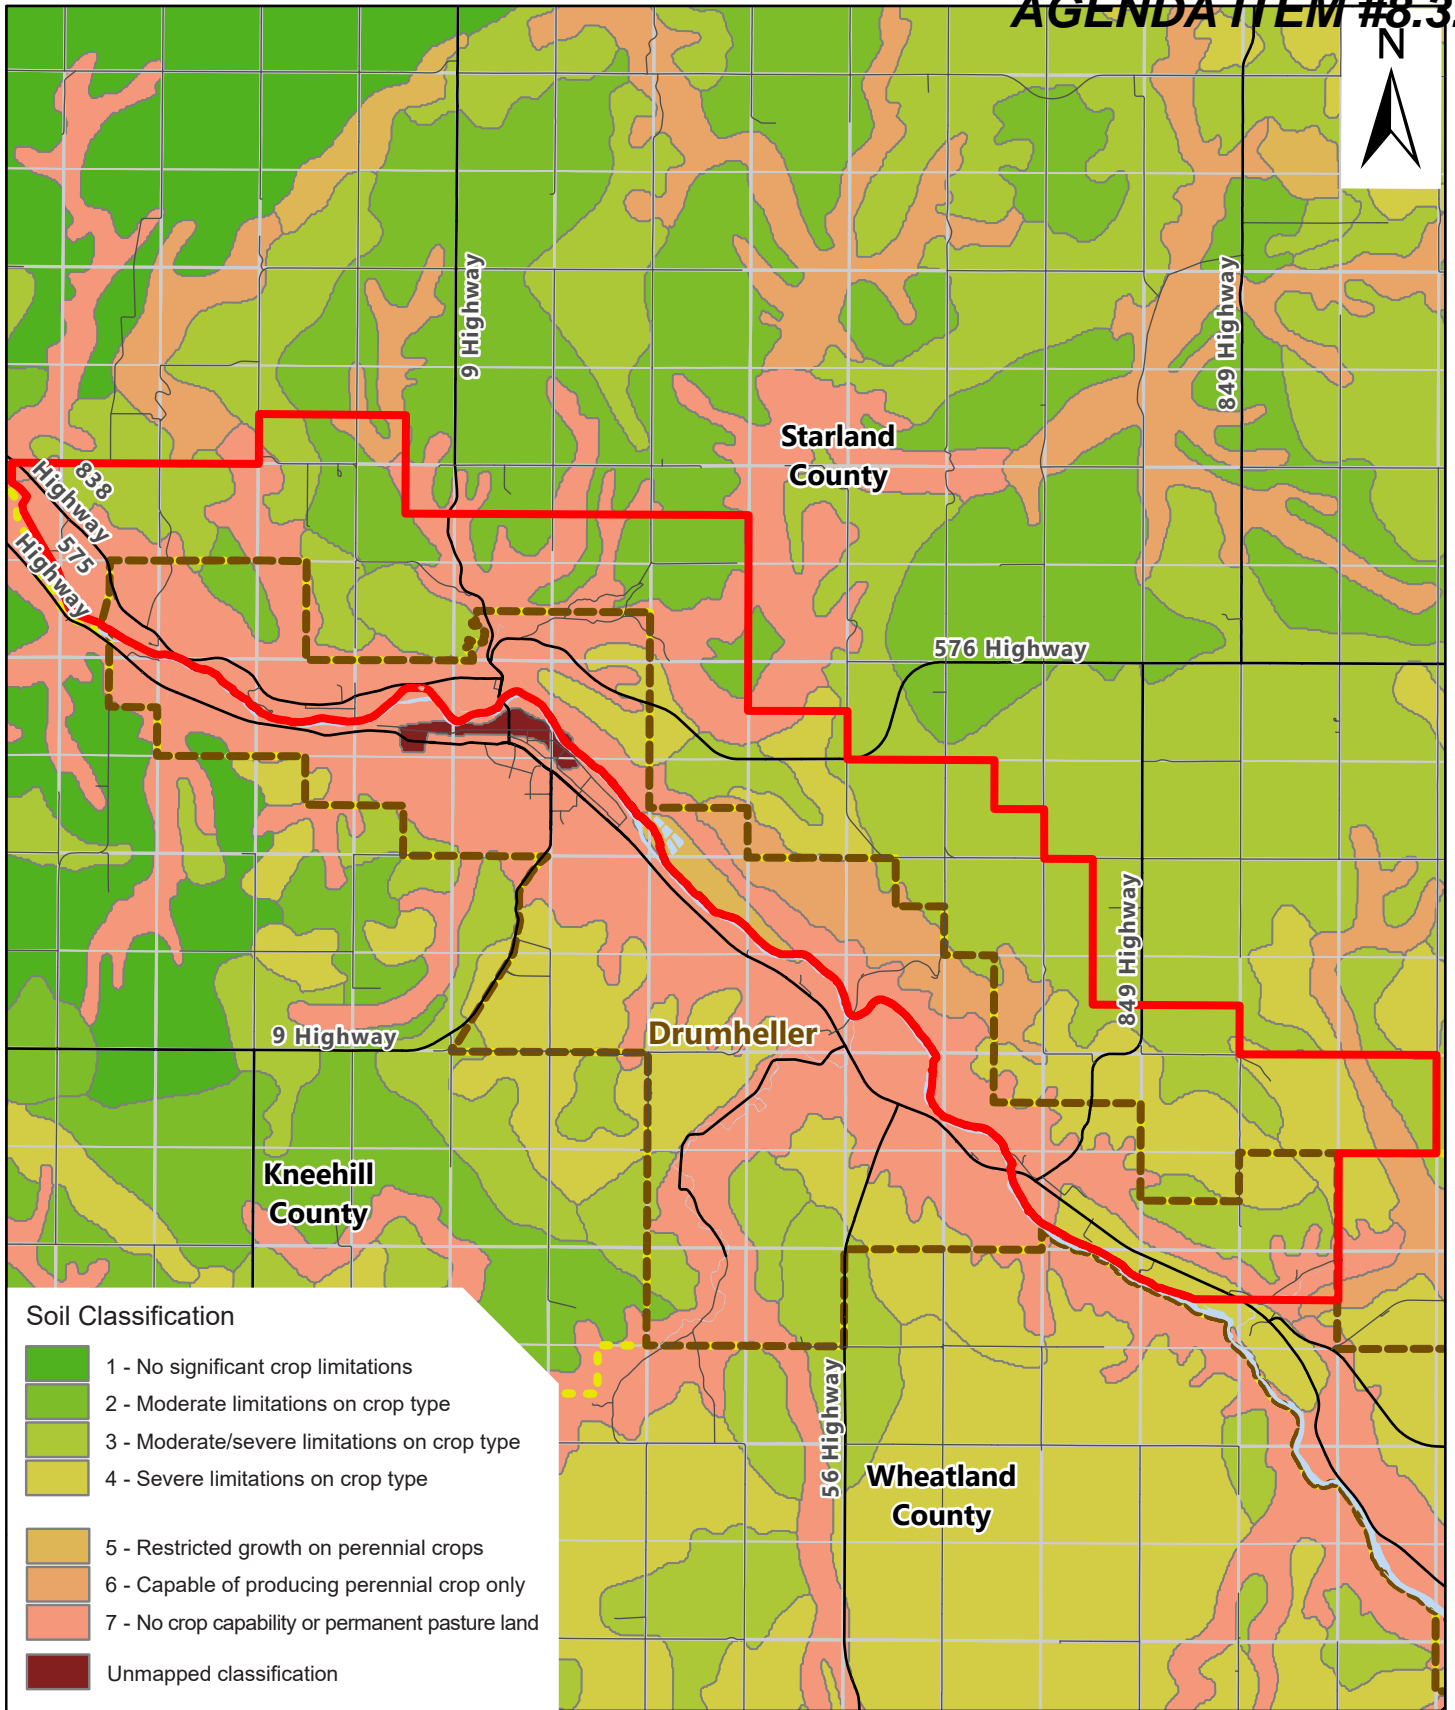 AGENDA ITEM #8.3.
N
9 Highway
849 Highway
Starland
County
838
Highway
575
Highway
576 Highway
849 Highway
Drumheller
9 Highway
Kneehill
County
56 Highway
Wheatland
County
Soil Classification
1 - No significant crop limitations
2 - Moderate limitations on crop type
3 - Moderate/severe limitations on crop type
4 - Severe limitations on crop type
5 - Restricted growth on perennial crops
6 - Capable of producing perennial crop only
7 - No crop capability or permanent pasture land
Unmapped classification